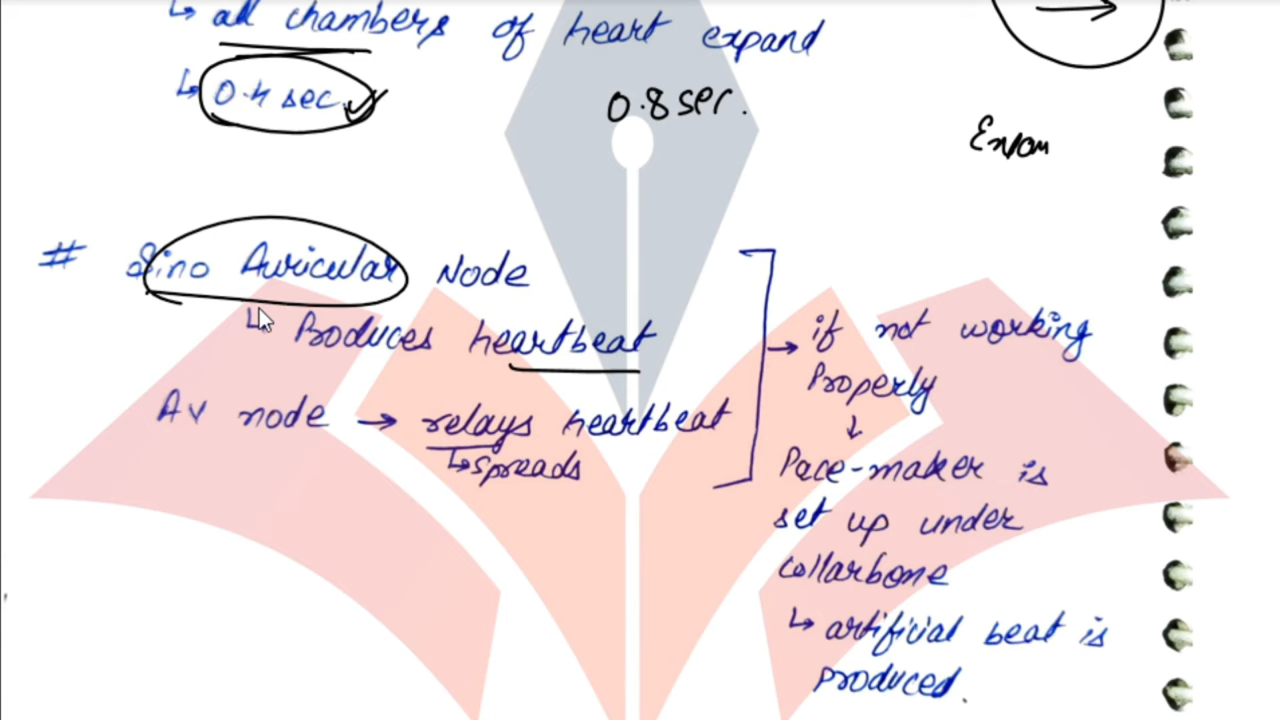 ↳ all chambers of heart expand
↳ 0.4 sec ✓
0.8 sec.
# Sino Auricular Node
↳ Produces heartbeat
AV node → relays heartbeat
↳ spreads
→ if not working
Properly
↓
Pace-maker is
set up under
collarbone
↳ artificial beat is
produced.